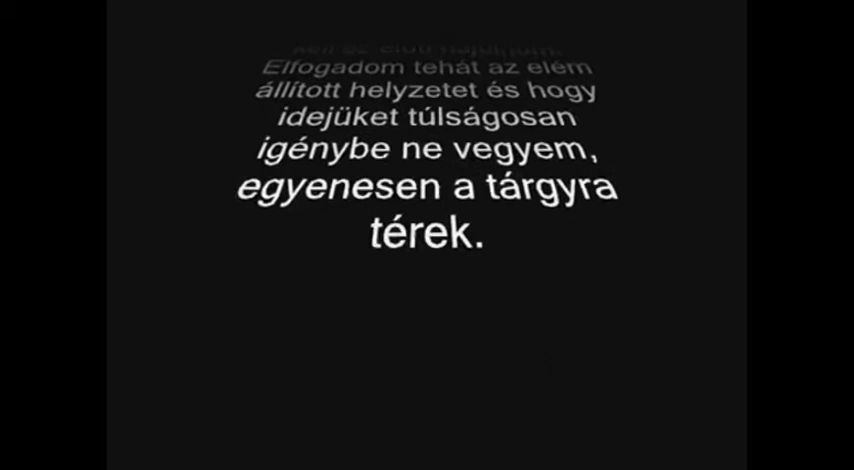 Elfogadom tehát az elém
állított helyzetet és hogy
idejüket túlságosan
igénybe ne vegyem,
egyenesen a tárgyra
térek.